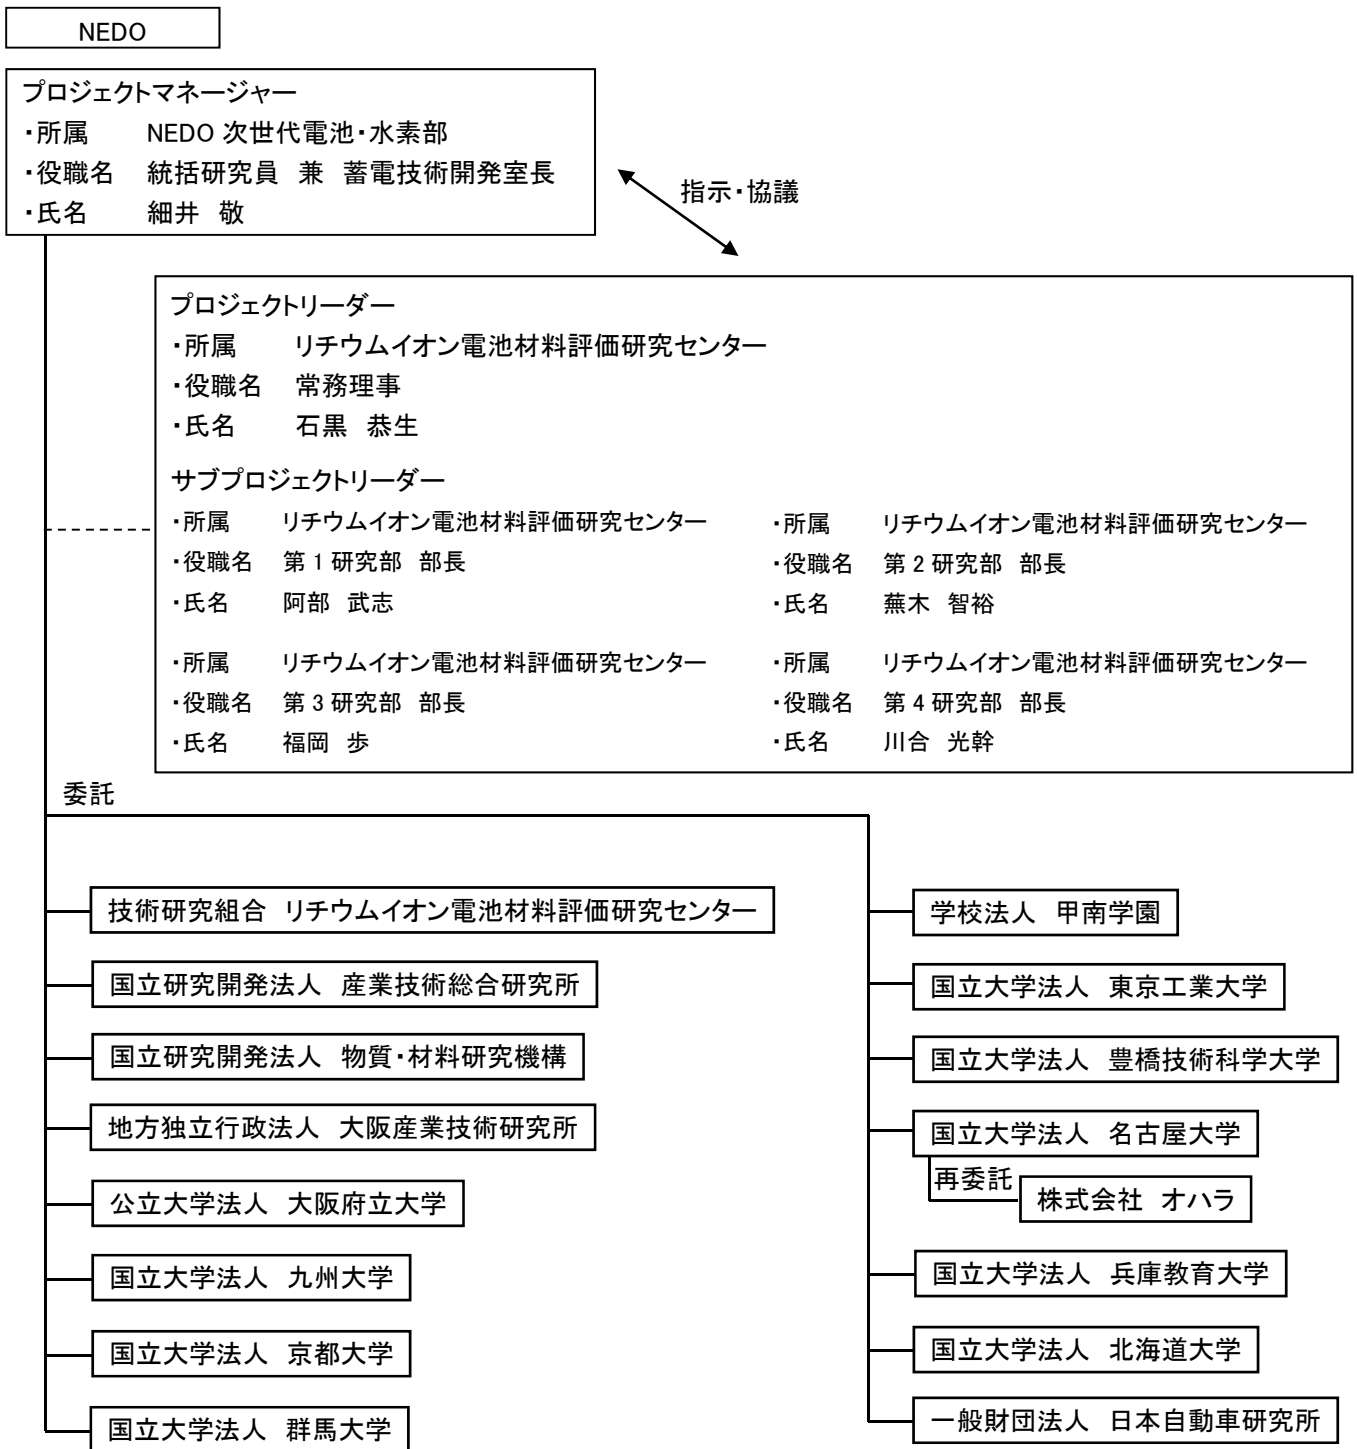 NEDO
プロジェクトマネージャー
・所属 NEDO 次世代電池・水素部
・役職名 統括研究員 兼 蓄電技術開発室長
・氏名 細井 敬
指示・協議
プロジェクトリーダー
・所属 リチウムイオン電池材料評価研究センター
・役職名 常務理事
・氏名 石黒 恭生
サブプロジェクトリーダー
・所属 リチウムイオン電池材料評価研究センター
・役職名 第 1 研究部 部長
・氏名 阿部 武志
・所属 リチウムイオン電池材料評価研究センター
・役職名 第 2 研究部 部長
・氏名 蕪木 智裕
・所属 リチウムイオン電池材料評価研究センター
・役職名 第 3 研究部 部長
・氏名 福岡 歩
・所属 リチウムイオン電池材料評価研究センター
・役職名 第 4 研究部 部長
・氏名 川合 光幹
委託
技術研究組合 リチウムイオン電池材料評価研究センター
国立研究開発法人 産業技術総合研究所
国立研究開発法人 物質・材料研究機構
地方独立行政法人 大阪産業技術研究所
公立大学法人 大阪府立大学
国立大学法人 九州大学
国立大学法人 京都大学
国立大学法人 群馬大学
学校法人 甲南学園
国立大学法人 東京工業大学
国立大学法人 豊橋技術科学大学
国立大学法人 名古屋大学
再委託
株式会社 オハラ
国立大学法人 兵庫教育大学
国立大学法人 北海道大学
一般財団法人 日本自動車研究所